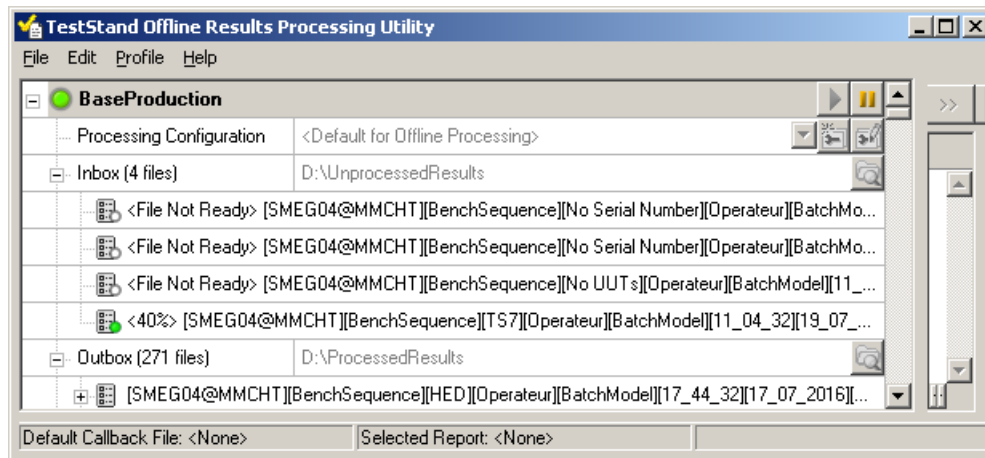 TestStand Offline Results Processing Utility
File Edit Profile Help
BaseProduction
>>
Processing Configuration <Default for Offline Processing>
Inbox (4 files) D:\UnprocessedResults
<File Not Ready> [SMEG04@MMCHT][BenchSequence][No Serial Number][Operateur][BatchMo...
<File Not Ready> [SMEG04@MMCHT][BenchSequence][No Serial Number][Operateur][BatchMo...
<File Not Ready> [SMEG04@MMCHT][BenchSequence][No UUTs][Operateur][BatchModel][11_...
<40%> [SMEG04@MMCHT][BenchSequence][TS7][Operateur][BatchModel][11_04_32][19_07_...
Outbox (271 files) D:\ProcessedResults
[SMEG04@MMCHT][BenchSequence][HED][Operateur][BatchModel][17_44_32][17_07_2016][...
Default Callback File: <None> Selected Report: <None>